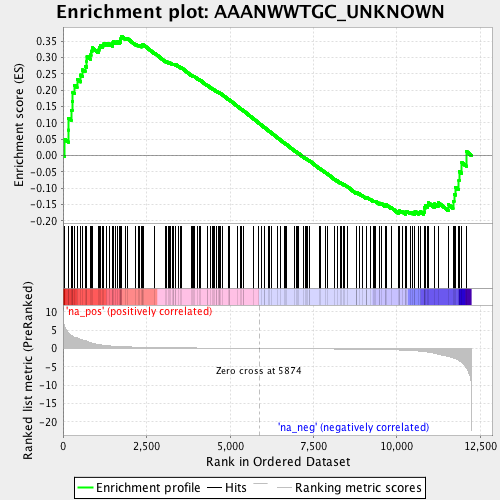 Enrichment plot: AAANWWTGC_UNKNOWN
Enrichment score (ES)
0.35
0.30
0.25
0.20
0.15
0.10
0.05
0.00
-0.05
-0.10
-0.15
-0.20
Ranked list metric (PreRanked)
'na_pos' (positively correlated)
10
5
0
-5
-10
-15
-20
Zero cross at 5874
'na_neg' (negatively correlated)
0
2,500
5,000
7,500
10,000
12,500
Rank in Ordered Dataset
Enrichment profile
Hits
Ranking metric scores